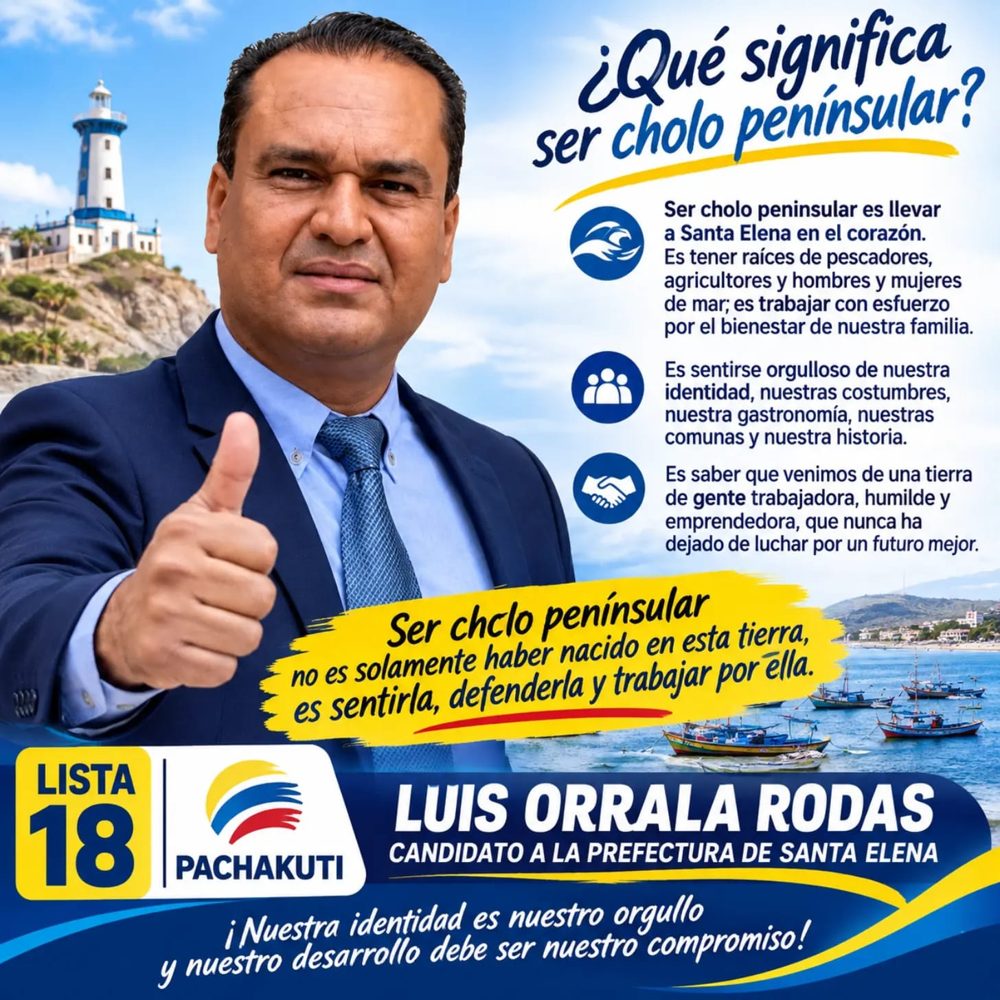 ¿Qué significa
ser cholo penínsular?
Ser cholo peninsular es llevar
a Santa Elena en el corazón.
Es tener raíces de pescadores,
agricultores y hombres y mujeres
de mar; es trabajar con esfuerzo
por el bienestar de nuestra familia.
Es sentirse orgulloso de nuestra
identidad, nuestras costumbres,
nuestra gastronomía, nuestras
comunas y nuestra historia.
Es saber que venimos de una tierra
de gente trabajadora, humilde y
emprendedora, que nunca ha
dejado de luchar por un futuro mejor.
Ser chclo penínsular
no es solamente haber nacido en esta tierra,
es sentirla, defenderla y trabajar por ella.
LISTA
18
PACHAKUTI
LUIS ORRALA RODAS
CANDIDATO A LA PREFECTURA DE SANTA ELENA
¡Nuestra identidad es nuestro orgullo
y nuestro desarrollo debe ser nuestro compromiso!